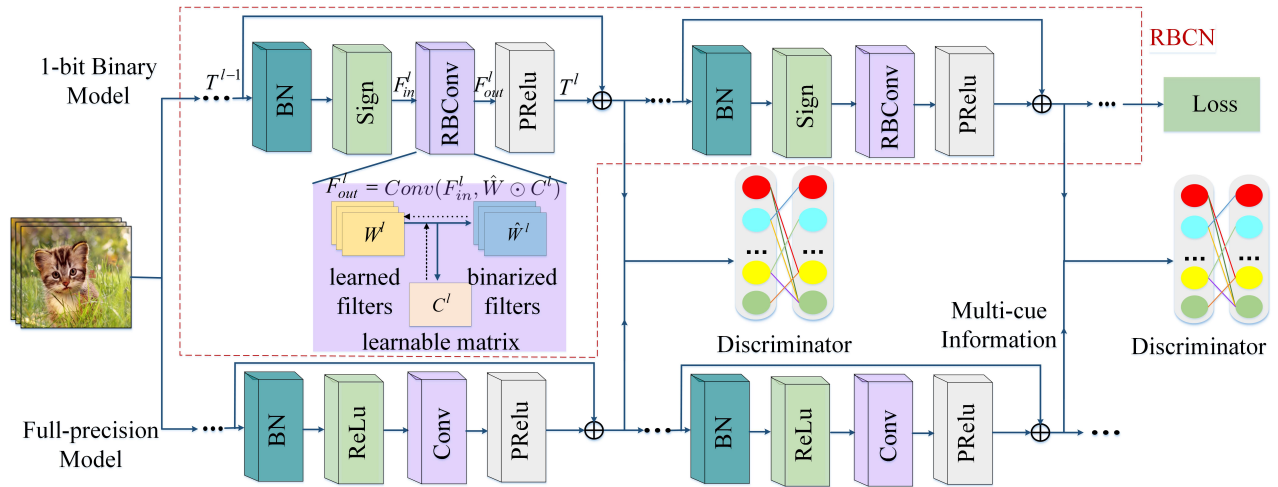 1-bit Binary
Model
T^{l-1}
BN
Sign
F^l_{in}
RBConv
F^l_{out}
PRelu
T^l
BN
Sign
RBConv
PRelu
RBCN
Loss
F^l_{out} = Conv(F^l_{in}, Ŵ ⊙ C^l)
W^l
Ŵ^l
learned
filters
binarized
filters
C^l
learnable matrix
Discriminator
Multi-cue
Information
Discriminator
Full-precision
Model
BN
ReLu
Conv
PRelu
BN
ReLu
Conv
PRelu